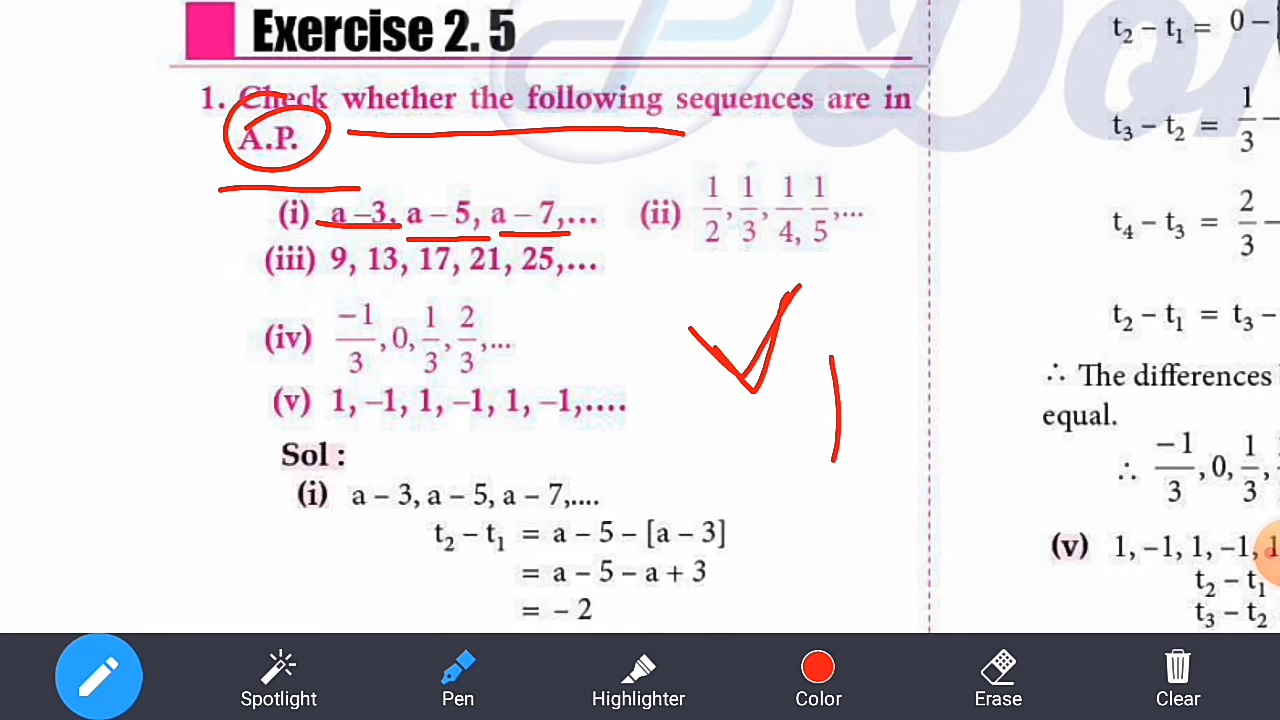 Exercise 2. 5
1. Check whether the following sequences are in
A.P.
(i) a –3, a – 5, a – 7,... (ii) 1/2, 1/3, 1/4, 1/5,...
(iii) 9, 13, 17, 21, 25,...
(iv) –1/3, 0, 1/3, 2/3,...
(v) 1, –1, 1, –1, 1, –1,....
Sol :
(i) a – 3, a – 5, a – 7,....
t₂ – t₁ = a – 5 – [a – 3]
= a – 5 – a + 3
= – 2
t₂ – t₁ = 0 –
t₃ – t₂ = 1/3 –
t₄ – t₃ = 2/3 –
t₂ – t₁ = t₃ –
∴ The differences
equal.
∴ –1/3, 0, 1/3,
(v) 1, –1, 1, –1, 1
t₂ – t₁
t₃ – t₂
Spotlight Pen Highlighter Color Erase Clear